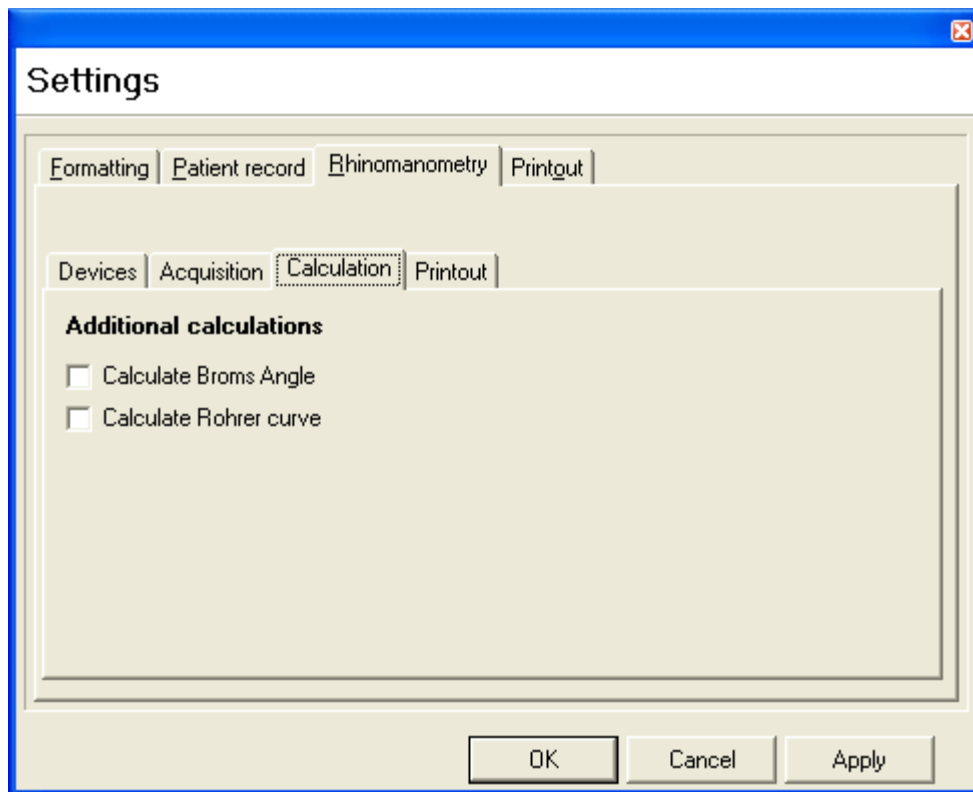 Settings
Formatting Patient record Rhinomanometry Printout
Devices Acquisition Calculation Printout
Additional calculations
Calculate Broms Angle
Calculate Rohrer curve
OK Cancel Apply